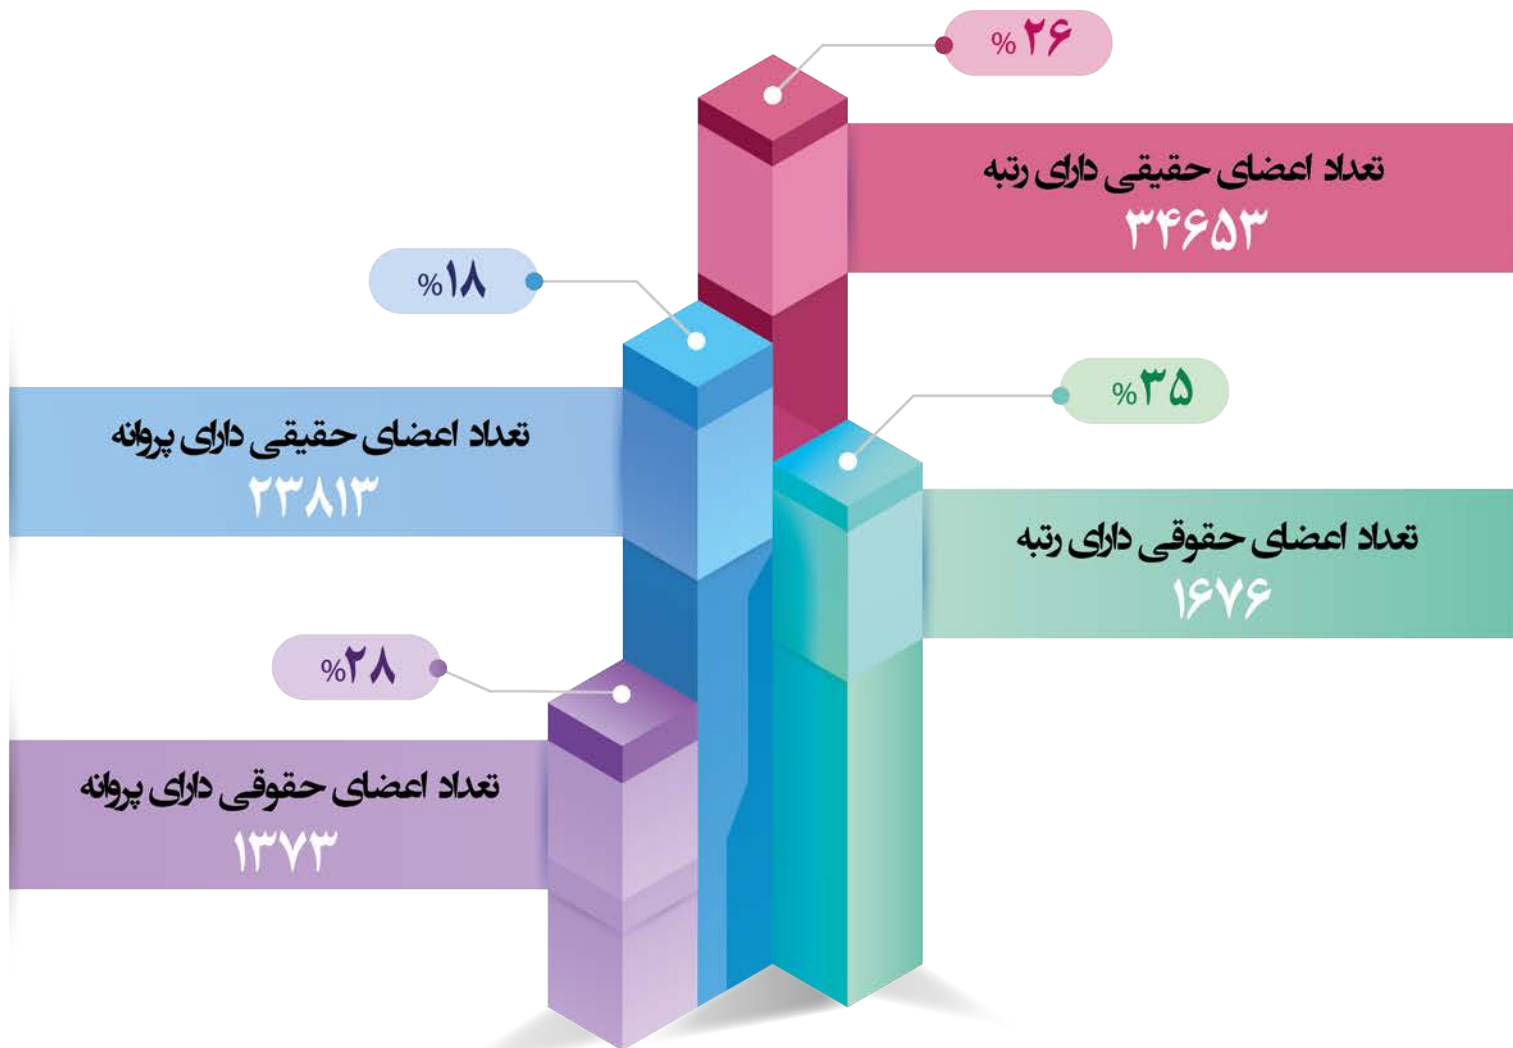 % ۲۶
تعداد اعضای حقیقی دارای رتبه
۳۴۶۵۳
%۱۸
تعداد اعضای حقیقی دارای پروانه
۲۳۸۱۳
%۳۵
تعداد اعضای حقوقی دارای رتبه
۱۶۷۶
%۲۸
تعداد اعضای حقوقی دارای پروانه
۱۳۷۳